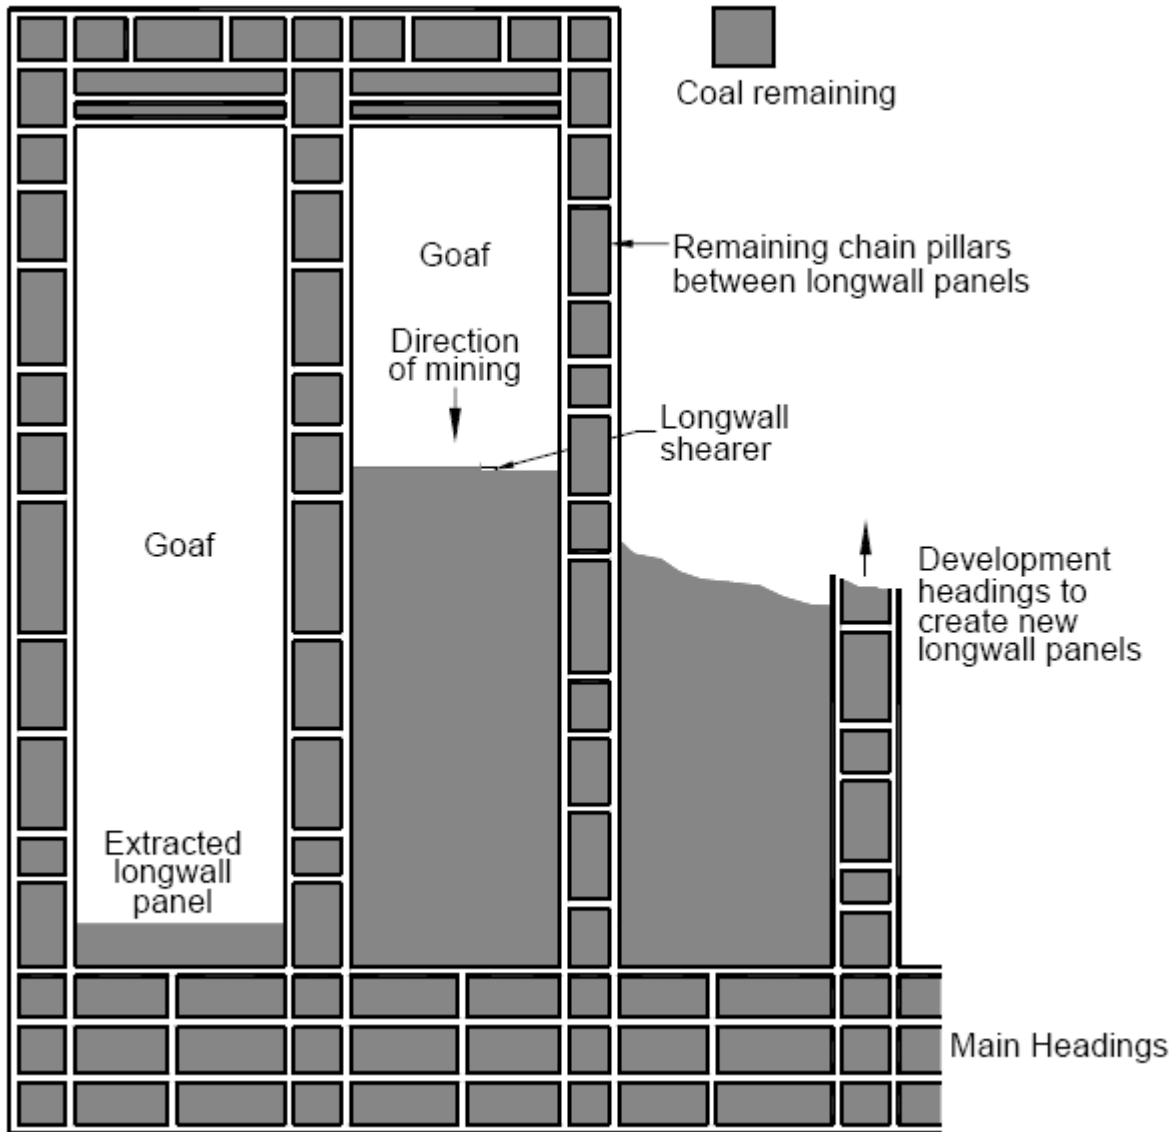 Coal remaining
Goaf
Remaining chain pillars
between longwall panels
Direction
of mining
Longwall
shearer
Goaf
Development
headings to
create new
longwall panels
Extracted
longwall
panel
Main Headings